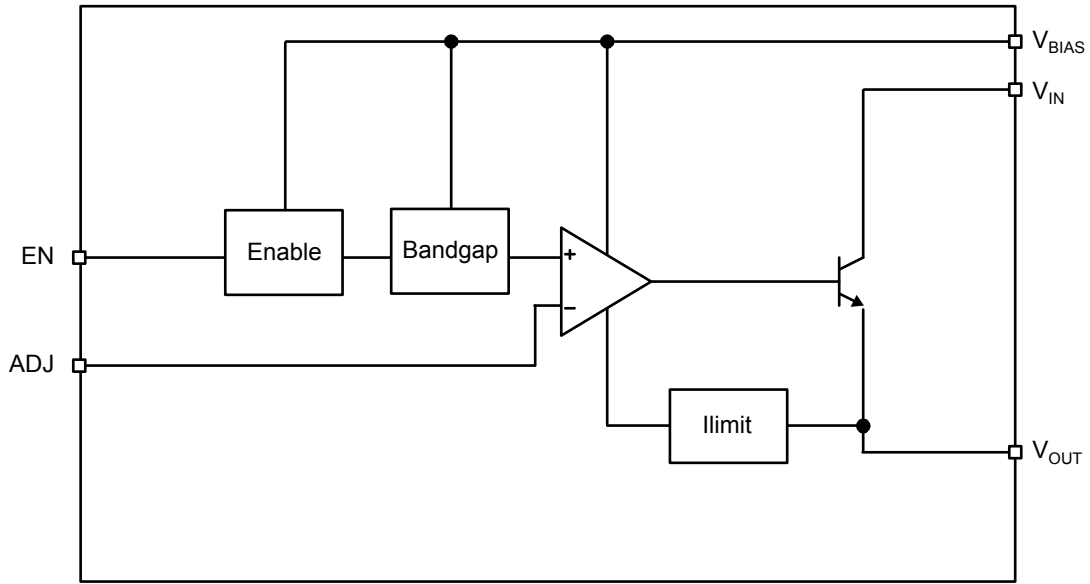 V_BIAS
V_IN
EN
Enable
Bandgap
+
−
ADJ
Ilimit
V_OUT